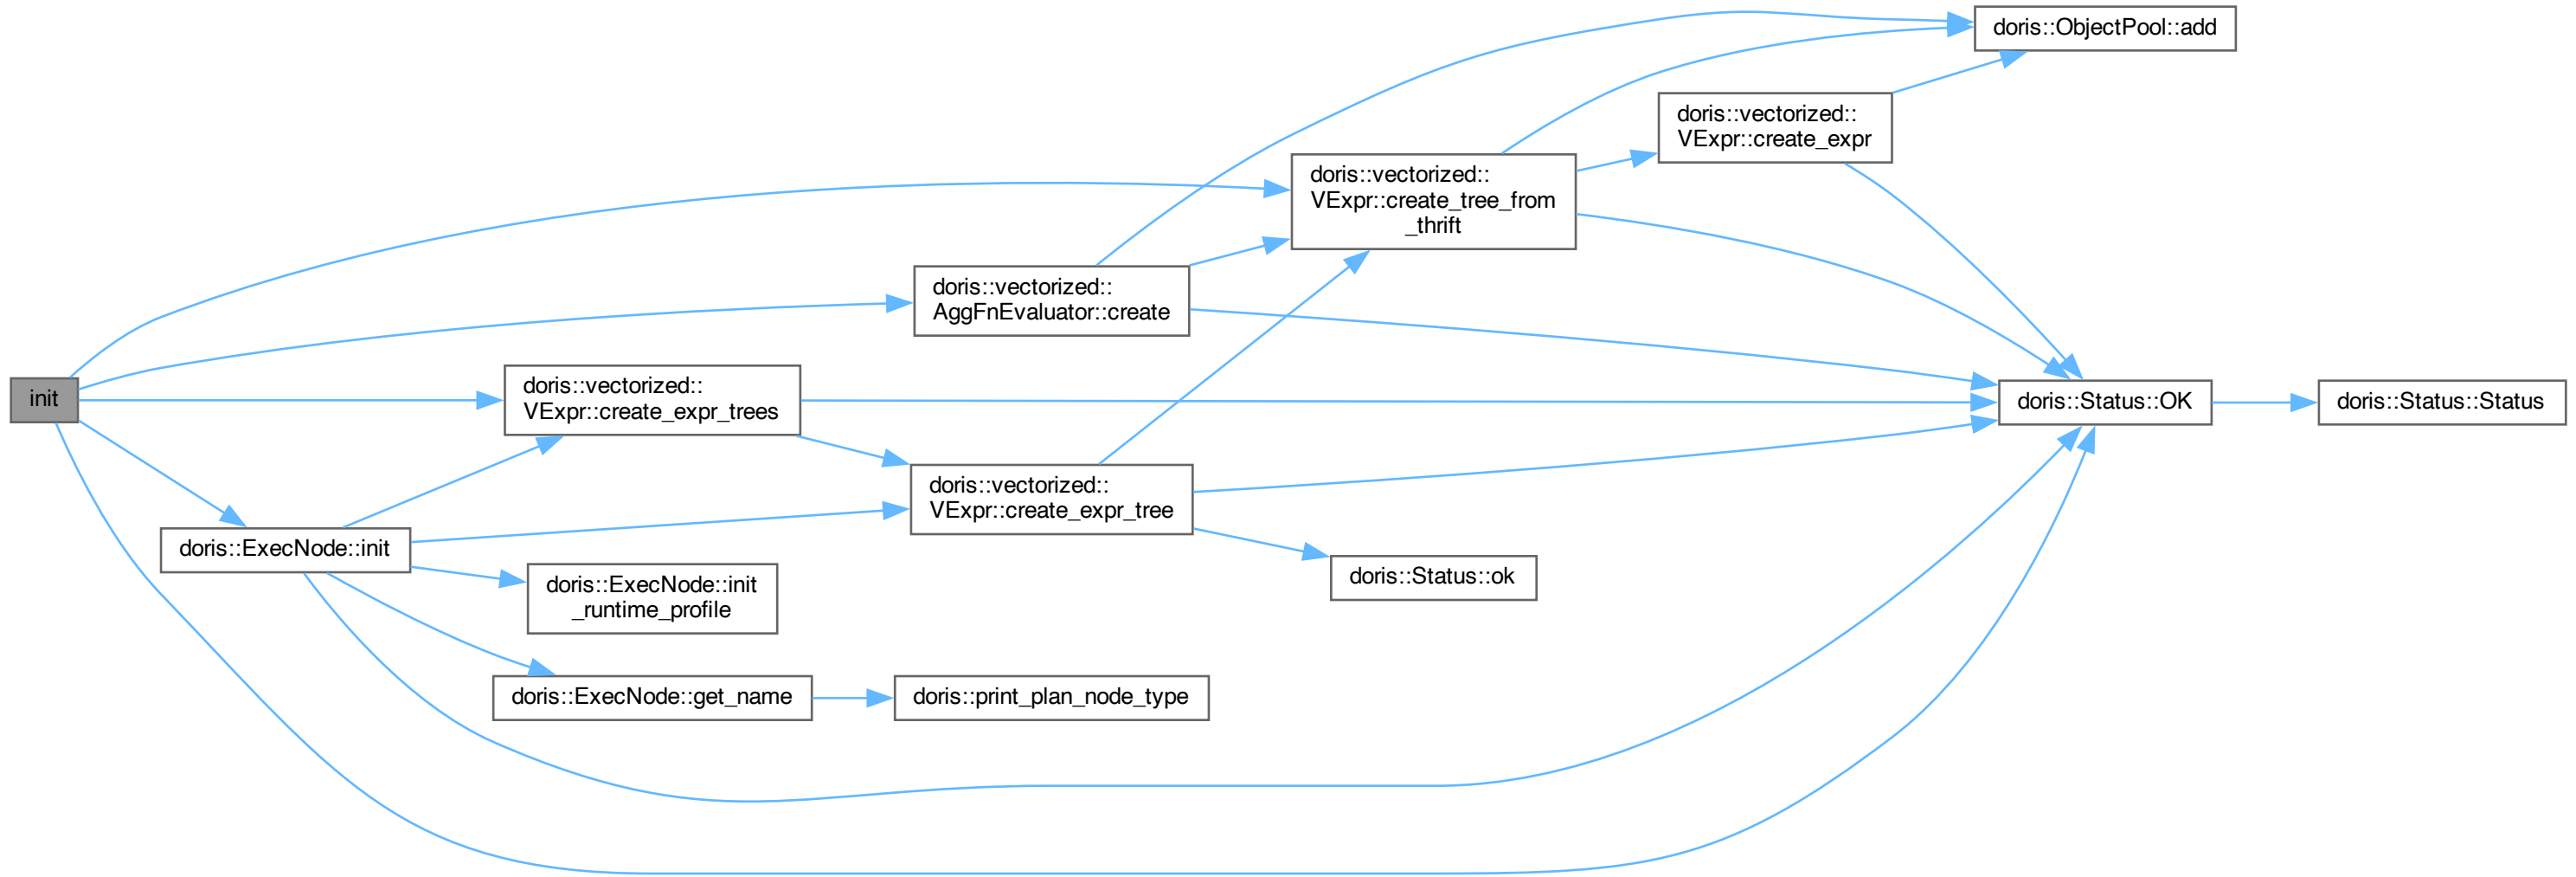 init
doris::vectorized::
VExpr::create_expr_trees
doris::ExecNode::init
doris::ExecNode::init
_runtime_profile
doris::ExecNode::get_name
doris::print_plan_node_type
doris::vectorized::
AggFnEvaluator::create
doris::vectorized::
VExpr::create_expr_tree
doris::vectorized::
VExpr::create_tree_from
_thrift
doris::Status::ok
doris::vectorized::
VExpr::create_expr
doris::ObjectPool::add
doris::Status::OK
doris::Status::Status